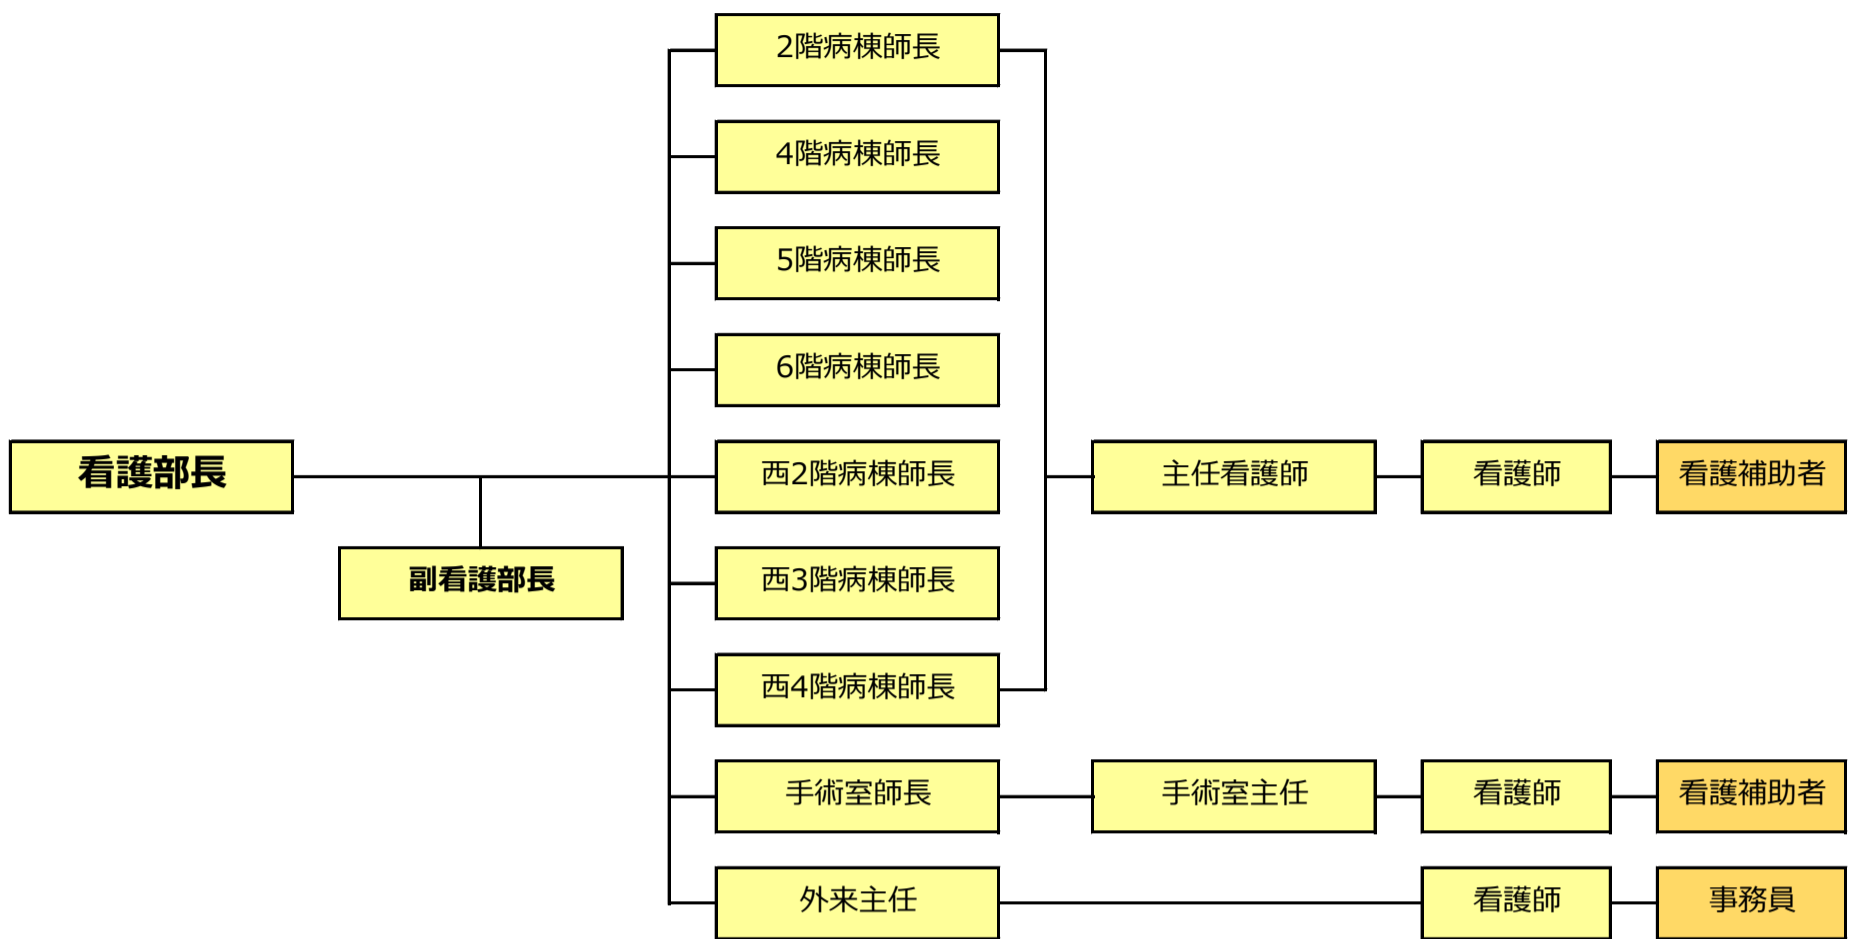 2階病棟師長
4階病棟師長
5階病棟師長
6階病棟師長
看護部長
西2階病棟師長
主任看護師
看護師
看護補助者
副看護部長
西3階病棟師長
西4階病棟師長
手術室師長
手術室主任
看護師
看護補助者
外来主任
看護師
事務員